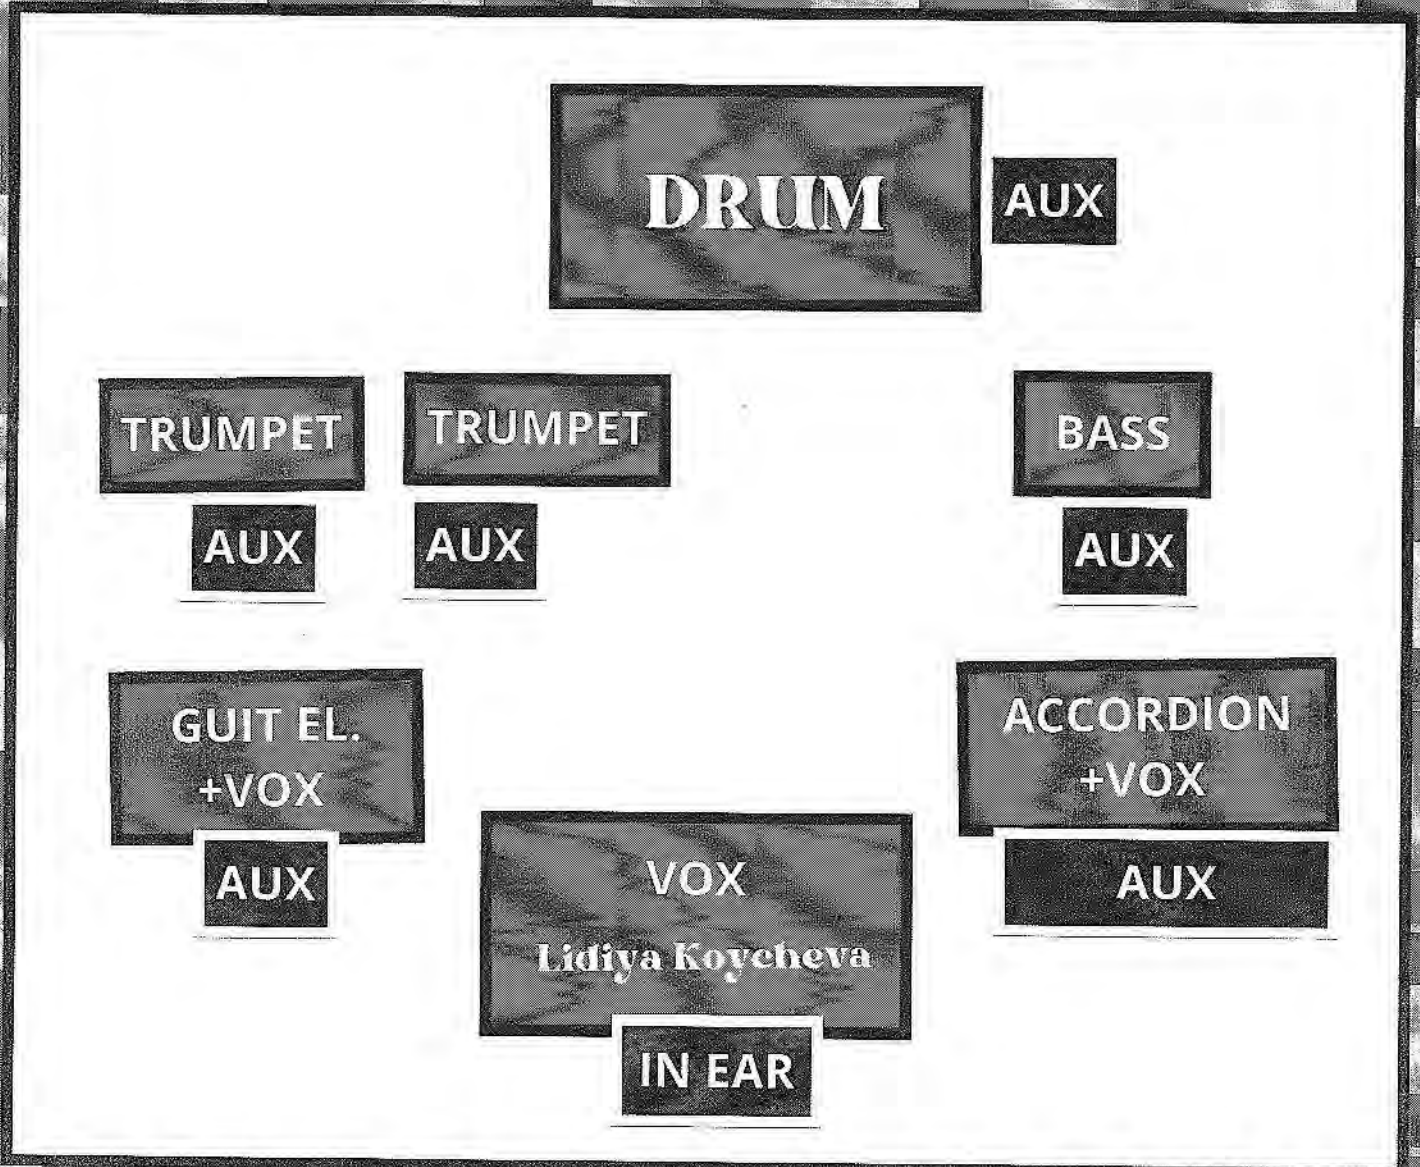 DRUM
AUX
TRUMPET
TRUMPET
BASS
AUX
AUX
AUX
GUIT EL.
+VOX
ACCORDION
+VOX
AUX
AUX
VOX
Lidiya Koycheva
IN EAR